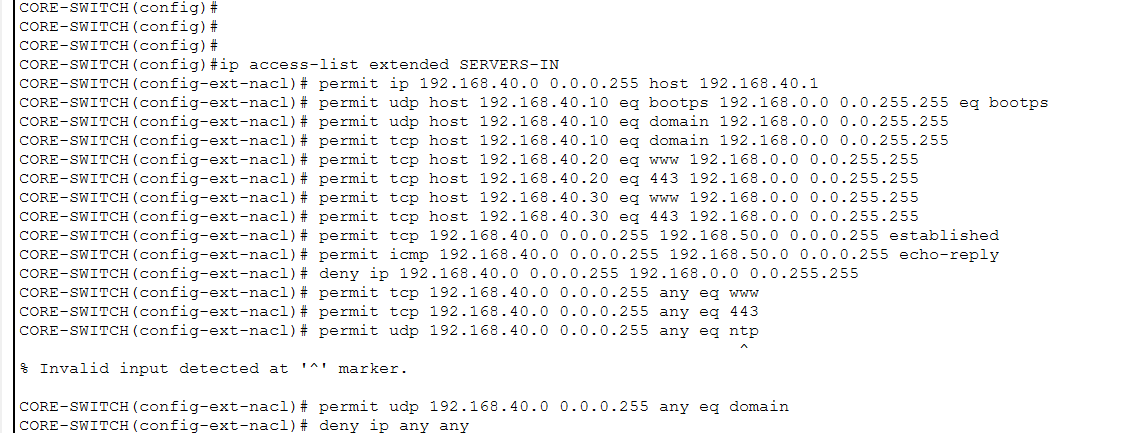 CORE-SWITCH(config)#
CORE-SWITCH(config)#
CORE-SWITCH(config)#
CORE-SWITCH(config)#ip access-list extended SERVERS-IN
CORE-SWITCH(config-ext-nacl)# permit ip 192.168.40.0 0.0.0.255 host 192.168.40.1
CORE-SWITCH(config-ext-nacl)# permit udp host 192.168.40.10 eq bootps 192.168.0.0 0.0.255.255 eq bootps
CORE-SWITCH(config-ext-nacl)# permit udp host 192.168.40.10 eq domain 192.168.0.0 0.0.255.255
CORE-SWITCH(config-ext-nacl)# permit tcp host 192.168.40.10 eq domain 192.168.0.0 0.0.255.255
CORE-SWITCH(config-ext-nacl)# permit tcp host 192.168.40.20 eq www 192.168.0.0 0.0.255.255
CORE-SWITCH(config-ext-nacl)# permit tcp host 192.168.40.20 eq 443 192.168.0.0 0.0.255.255
CORE-SWITCH(config-ext-nacl)# permit tcp host 192.168.40.30 eq www 192.168.0.0 0.0.255.255
CORE-SWITCH(config-ext-nacl)# permit tcp host 192.168.40.30 eq 443 192.168.0.0 0.0.255.255
CORE-SWITCH(config-ext-nacl)# permit tcp 192.168.40.0 0.0.0.255 192.168.50.0 0.0.0.255 established
CORE-SWITCH(config-ext-nacl)# permit icmp 192.168.40.0 0.0.0.255 192.168.50.0 0.0.0.255 echo-reply
CORE-SWITCH(config-ext-nacl)# deny ip 192.168.40.0 0.0.0.255 192.168.0.0 0.0.255.255
CORE-SWITCH(config-ext-nacl)# permit tcp 192.168.40.0 0.0.0.255 any eq www
CORE-SWITCH(config-ext-nacl)# permit tcp 192.168.40.0 0.0.0.255 any eq 443
CORE-SWITCH(config-ext-nacl)# permit udp 192.168.40.0 0.0.0.255 any eq ntp
^
% Invalid input detected at '^' marker.
CORE-SWITCH(config-ext-nacl)# permit udp 192.168.40.0 0.0.0.255 any eq domain
CORE-SWITCH(config-ext-nacl)# deny ip any any